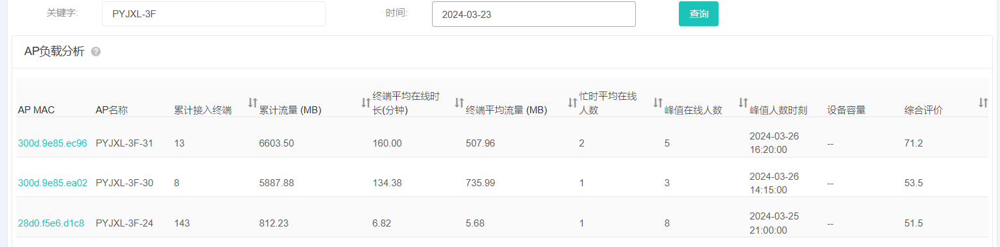 关键字: PYJXL-3F 时间: 2024-03-23 查询
AP负载分析 ?
AP MAC AP名称 累计接入终端 累计流量 (MB) 终端平均在线时长(分钟) 终端平均流量 (MB) 忙时平均在线人数 峰值在线人数 峰值人数时刻 设备容量 综合评价
300d.9e85.ec96 PYJXL-3F-31 13 6603.50 160.00 507.96 2 5 2024-03-26 16:20:00 -- 71.2
300d.9e85.ea02 PYJXL-3F-30 8 5887.88 134.38 735.99 1 3 2024-03-26 14:15:00 -- 53.5
28d0.f5e6.d1c8 PYJXL-3F-24 143 812.23 6.82 5.68 1 8 2024-03-25 21:00:00 -- 51.5